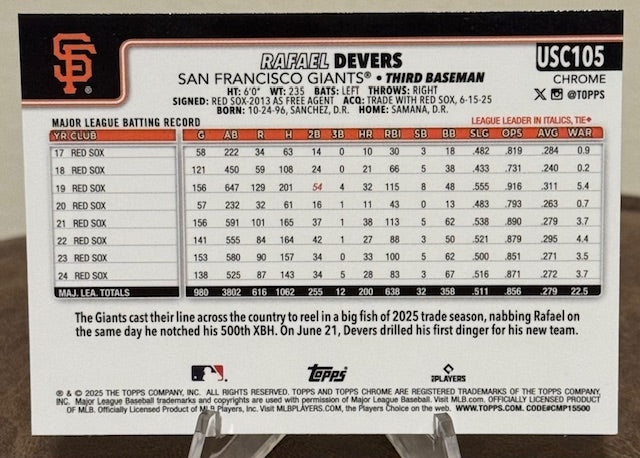 SF®
RAFAEL DEVERS
USC105
SAN FRANCISCO GIANTS® • THIRD BASEMAN
CHROME
HT: 6'0" WT: 235 BATS: LEFT THROWS: RIGHT
X @TOPPS
SIGNED: RED SOX-2013 AS FREE AGENT ACQ: TRADE WITH RED SOX, 6-15-25
BORN: 10-24-96, SANCHEZ, D.R. HOME: SAMANA, D.R.
MAJOR LEAGUE BATTING RECORD LEAGUE LEADER IN ITALICS, TIE♦
YR CLUB G AB R H 2B 3B HR RBI SB BB SLG OPS AVG WAR
17 RED SOX 58 222 34 63 14 0 10 30 3 18 .482 .819 .284 0.9
18 RED SOX 121 450 59 108 24 0 21 66 5 38 .433 .731 .240 0.2
19 RED SOX 156 647 129 201 54 4 32 115 8 48 .555 .916 .311 5.4
20 RED SOX 57 232 32 61 16 1 11 43 0 13 .483 .793 .263 0.7
21 RED SOX 156 591 101 165 37 1 38 113 5 62 .538 .890 .279 3.7
22 RED SOX 141 555 84 164 42 1 27 88 3 50 .521 .879 .295 4.4
23 RED SOX 153 580 90 157 34 0 33 100 5 62 .500 .851 .271 3.5
24 RED SOX 138 525 87 143 34 5 28 83 3 67 .516 .871 .272 3.7
MAJ. LEA. TOTALS 980 3802 616 1062 255 12 200 638 32 358 .511 .856 .279 22.5
The Giants cast their line across the country to reel in a big fish of 2025 trade season, nabbing Rafael on
the same day he notched his 500th XBH. On June 21, Devers drilled his first dinger for his new team.
Topps
PLAYERS
® & © 2025 THE TOPPS COMPANY, INC. ALL RIGHTS RESERVED. TOPPS AND TOPPS CHROME ARE REGISTERED TRADEMARKS OF THE TOPPS COMPANY,
INC. Major League Baseball trademarks and copyrights are used with permission of Major League Baseball. Visit MLB.com. OFFICIALLY LICENSED PRODUCT
OF MLB. Officially Licensed Product of MLB Players, Inc. Visit MLBPLAYERS.COM, the Players Choice on the web. WWW.TOPPS.COM. CODE#CMP15500